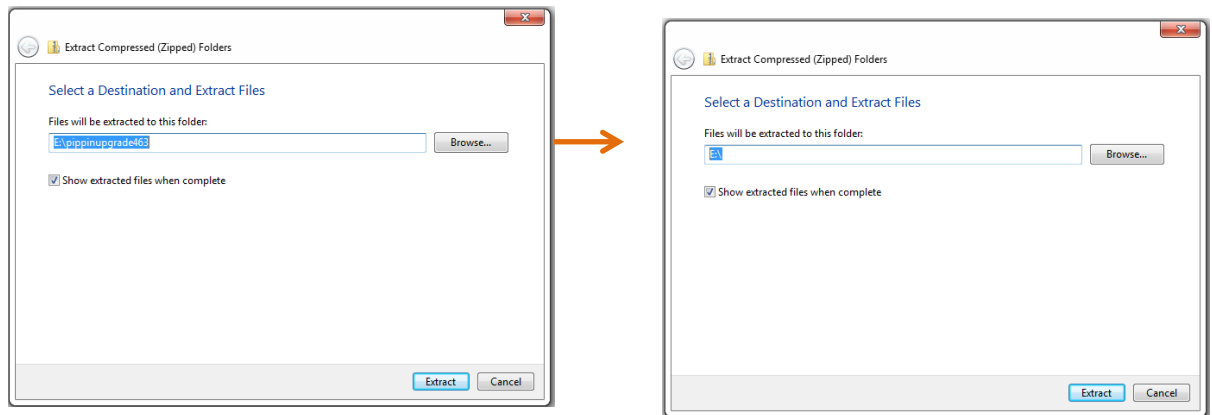 Extract Compressed (Zipped) Folders
Select a Destination and Extract Files
Files will be extracted to this folder:
E:\pippinupgrade463
Browse...
Show extracted files when complete
Extract
Cancel
Extract Compressed (Zipped) Folders
Select a Destination and Extract Files
Files will be extracted to this folder:
E:\
Browse...
Show extracted files when complete
Extract
Cancel